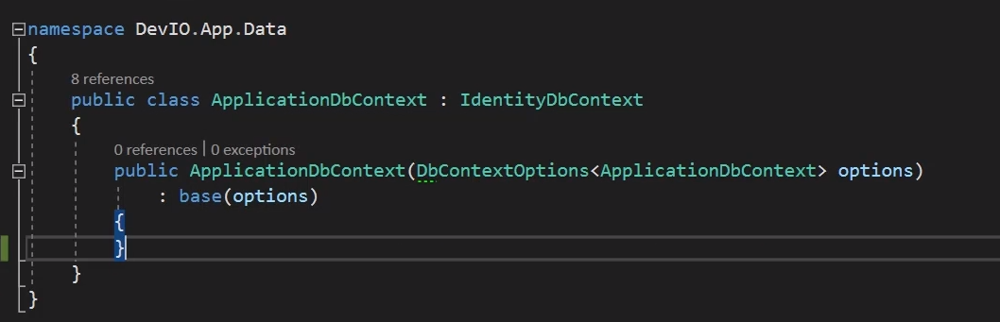 namespace DevIO.App.Data
{
8 references
public class ApplicationDbContext : IdentityDbContext
{
0 references | 0 exceptions
public ApplicationDbContext(DbContextOptions<ApplicationDbContext> options)
: base(options)
{
}
}
}